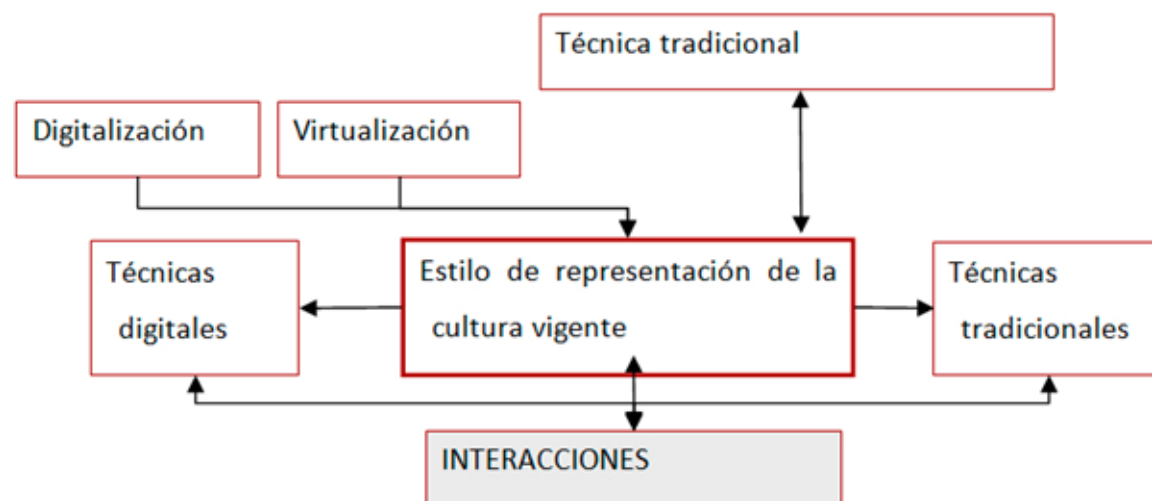 Técnica tradicional
Digitalización
Virtualización
Técnicas
digitales
Estilo de representación de la
cultura vigente
Técnicas
tradicionales
INTERACCIONES